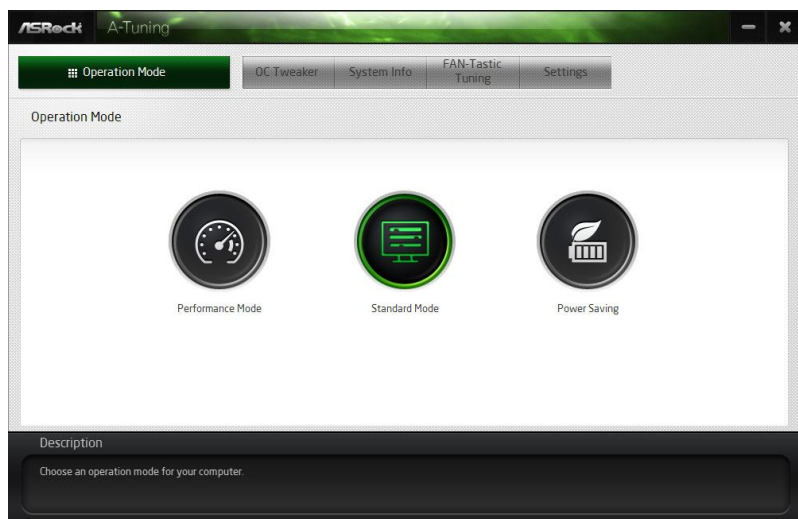 ASRock A-Tuning
Operation Mode OC Tweaker System Info FAN-Tastic
Tuning Settings
Operation Mode
Performance Mode Standard Mode Power Saving
Description
Choose an operation mode for your computer.